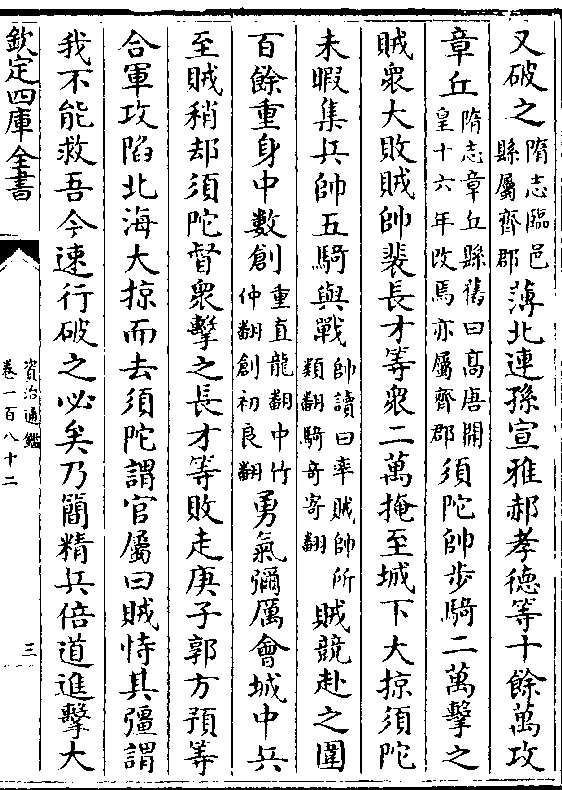 又破之隋志臨邑縣屬齊郡薄北連孫宣雅郝孝德等十餘萬攻
章丘隋志章丘縣舊曰高唐開皇十六年改焉亦屬齊郡須陀帥步騎二萬擊之
賊衆大敗賊帥裴長才等衆二萬掩至城下大掠須陀
未暇集兵帥五騎與戰帥讀曰率賊帥所類翻騎奇寄翻賊競赴之圍
百餘重身中數創重直龍翻中竹仲翻創初良翻勇氣彌厲會城中兵
至賊稍却須陀督衆擊之長才等敗走庚子郭方預等
合軍攻陷北海大掠而去須陀謂官屬曰賊恃其彊謂
我不能救吾今速行破之必矣乃簡精兵倍道進擊大
欽定四庫全書
資治通鑑
卷一百八十二
三